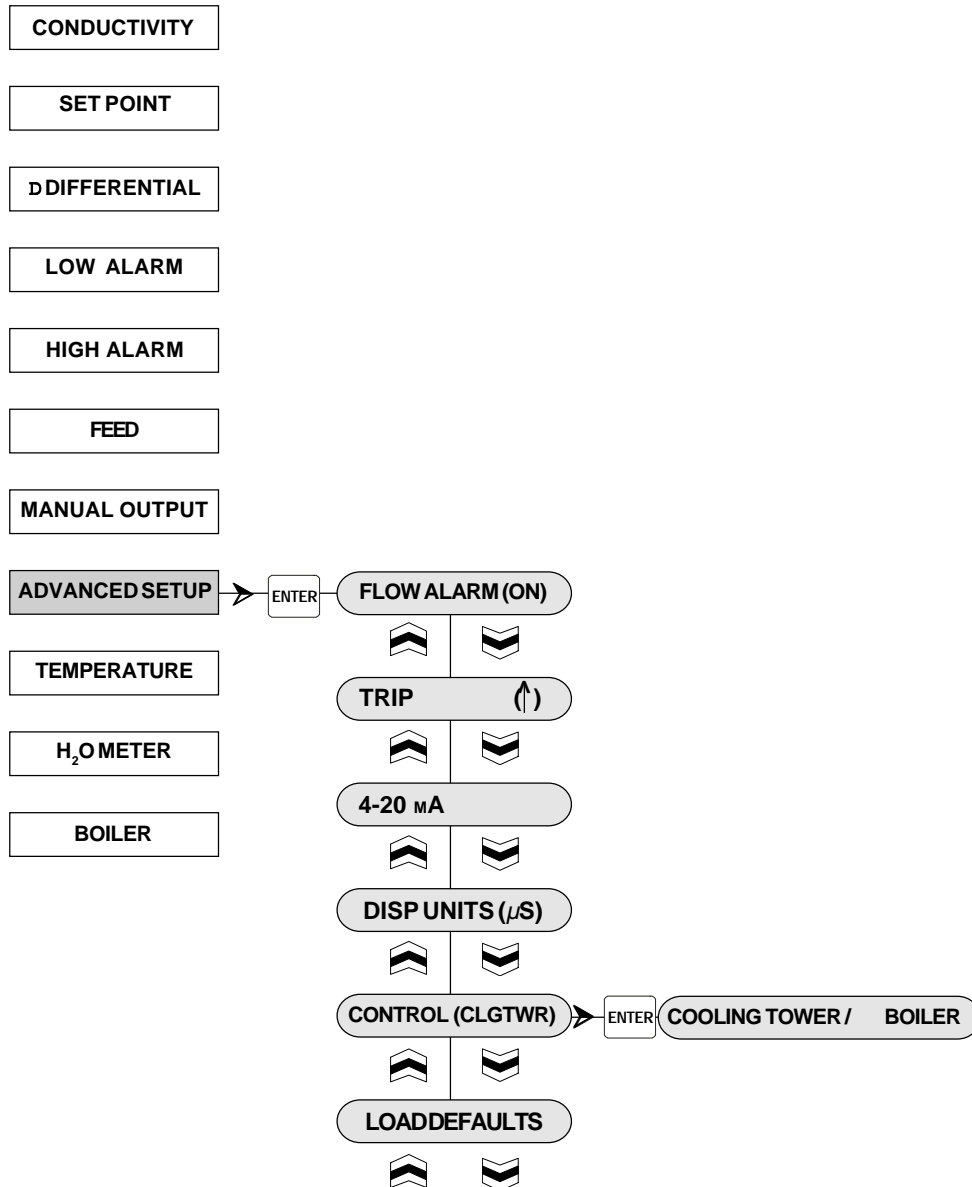 CONDUCTIVITY
SET POINT
D DIFFERENTIAL
LOW ALARM
HIGH ALARM
FEED
MANUAL OUTPUT
ADVANCED SETUP ENTER FLOW ALARM (ON)
TEMPERATURE
TRIP (↑)
H₂O METER
4-20 MA
BOILER
DISP UNITS (µS)
CONTROL (CLGTWR) ENTER COOLING TOWER / BOILER
LOAD DEFAULTS